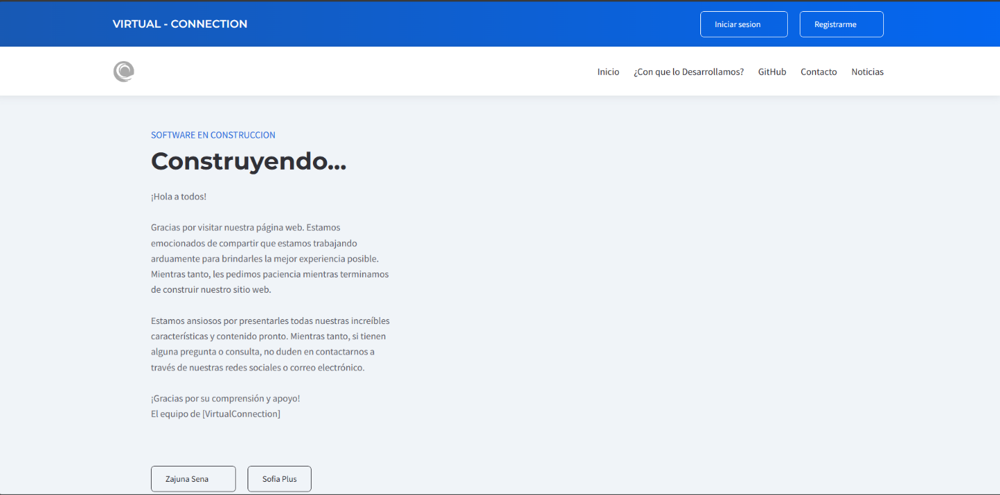 VIRTUAL - CONNECTION
Iniciar sesion
Registrarme
Inicio
¿Con que lo Desarrollamos?
GitHub
Contacto
Noticias
SOFTWARE EN CONSTRUCCION
Construyendo...
¡Hola a todos!
Gracias por visitar nuestra página web. Estamos
emocionados de compartir que estamos trabajando
arduamente para brindarles la mejor experiencia posible.
Mientras tanto, les pedimos paciencia mientras terminamos
de construir nuestro sitio web.
Estamos ansiosos por presentarles todas nuestras increíbles
características y contenido pronto. Mientras tanto, si tienen
alguna pregunta o consulta, no duden en contactarnos a
través de nuestras redes sociales o correo electrónico.
¡Gracias por su comprensión y apoyo!
El equipo de [VirtualConnection]
Zajuna Sena
Sofia Plus